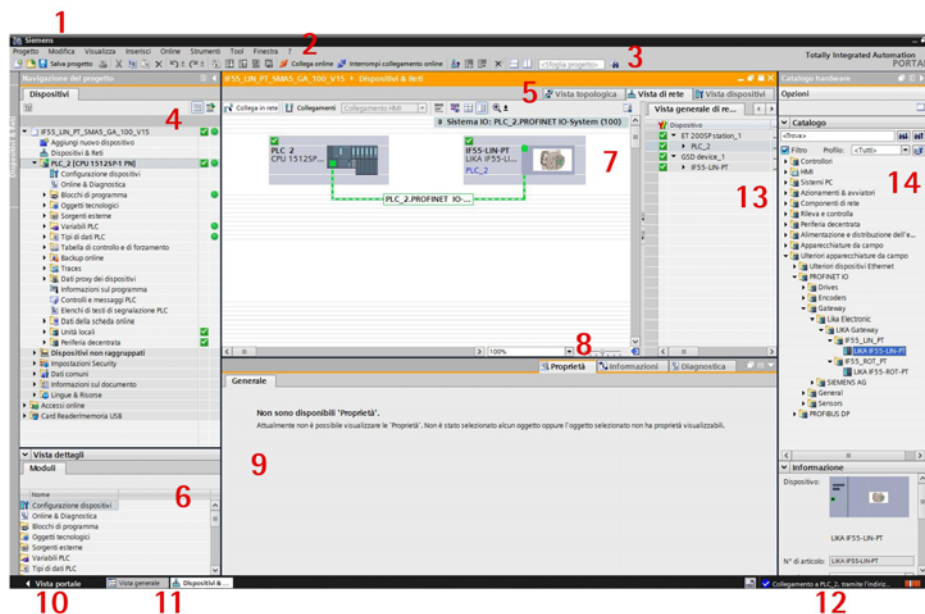 1
Siemens
Progetto Modifica Visualizza Inserisci Online Strumenti Tool Finestra ?
2
Totally Integrated Automation
PORTAL
Salva progetto
Collega online
Interrompi collegamento online
<Sfoglia progetto>
3
Navigazione del progetto
Dispositivi
4
IF55_LIN_PT_SMAS_GA_100_V15
Aggiungi nuovo dispositivo
Dispositivi & Reti
PLC_2 [CPU 1512SP-1 PN]
Configurazione dispositivi
Online & Diagnostica
Blocchi di programma
Oggetti tecnologici
Sorgenti esterne
Variabili PLC
Tipi di dati PLC
Tabella di controllo e di forzamento
Backup online
Traces
Dati proxy dei dispositivi
Informazioni sul programma
Controlli e messaggi PLC
Elenchi di testi di segnalazione PLC
Dati della scheda online
Unità locali
Periferia decentrata
Dispositivi non raggruppati
Impostazioni Security
Dati comuni
Informazioni sul documento
Lingue & Risorse
Accessi online
Card Reader/memoria USB
Vista dettagli
Moduli
6
Nome
Configurazione dispositivi
Online & Diagnostica
Blocchi di programma
Oggetti tecnologici
Sorgenti esterne
Variabili PLC
Tipi di dati PLC
IF55_LIN_PT_SMAS_GA_100_V15 Dispositivi & Reti
5
Vista topologica
Vista di rete
Vista dispositivi
Collega in rete
Collegamenti
Collegamento HMI
Sistema IO: PLC_2.PROFINET IO-System (100)
PLC_2
CPU 1512SP...
IF55-LIN-PT
LIKA IF55-LI...
PLC_2
7
PLC_2.PROFINET IO-...
100%
8
Vista generale di re...
Dispositivo
ET 200SP station_1
PLC_2
GSD device_1
IF55-LIN-PT
13
Proprietà
Informazioni
Diagnostica
Generale
Non sono disponibili 'Proprietà'.
Attualmente non è possibile visualizzare le 'Proprietà'. Non è stato selezionato alcun oggetto oppure l'oggetto selezionato non ha proprietà visualizzabili.
9
Catalogo hardware
Opzioni
Catalogo
<Trova>
Filtro
Profilo:
<Tutti>
14
Controllori
HMI
Sistemi PC
Azionamenti & avviatori
Componenti di rete
Rileva e controlla
Periferia decentrata
Alimentazione e distribuzione dell'e...
Apparecchiature da campo
Ulteriori apparecchiature da campo
Ulteriori dispositivi Ethernet
PROFINET IO
Drives
Encoders
Gateway
Lika Electronic
LIKA Gateway
IF55_LIN_PT
LIKA IF55-LIN-PT
IF55_ROT_PT
LIKA IF55-ROT-PT
SIEMENS AG
General
Sensors
PROFIBUS DP
Informazione
Dispositivo:
LIKA IF55-LIN-PT
N° di articolo:
LIKA IF55-LIN-PT
Vista portale
Vista generale
Dispositivi & ...
Collegamento a PLC_2, tramite l'indiriz...
10
11
12